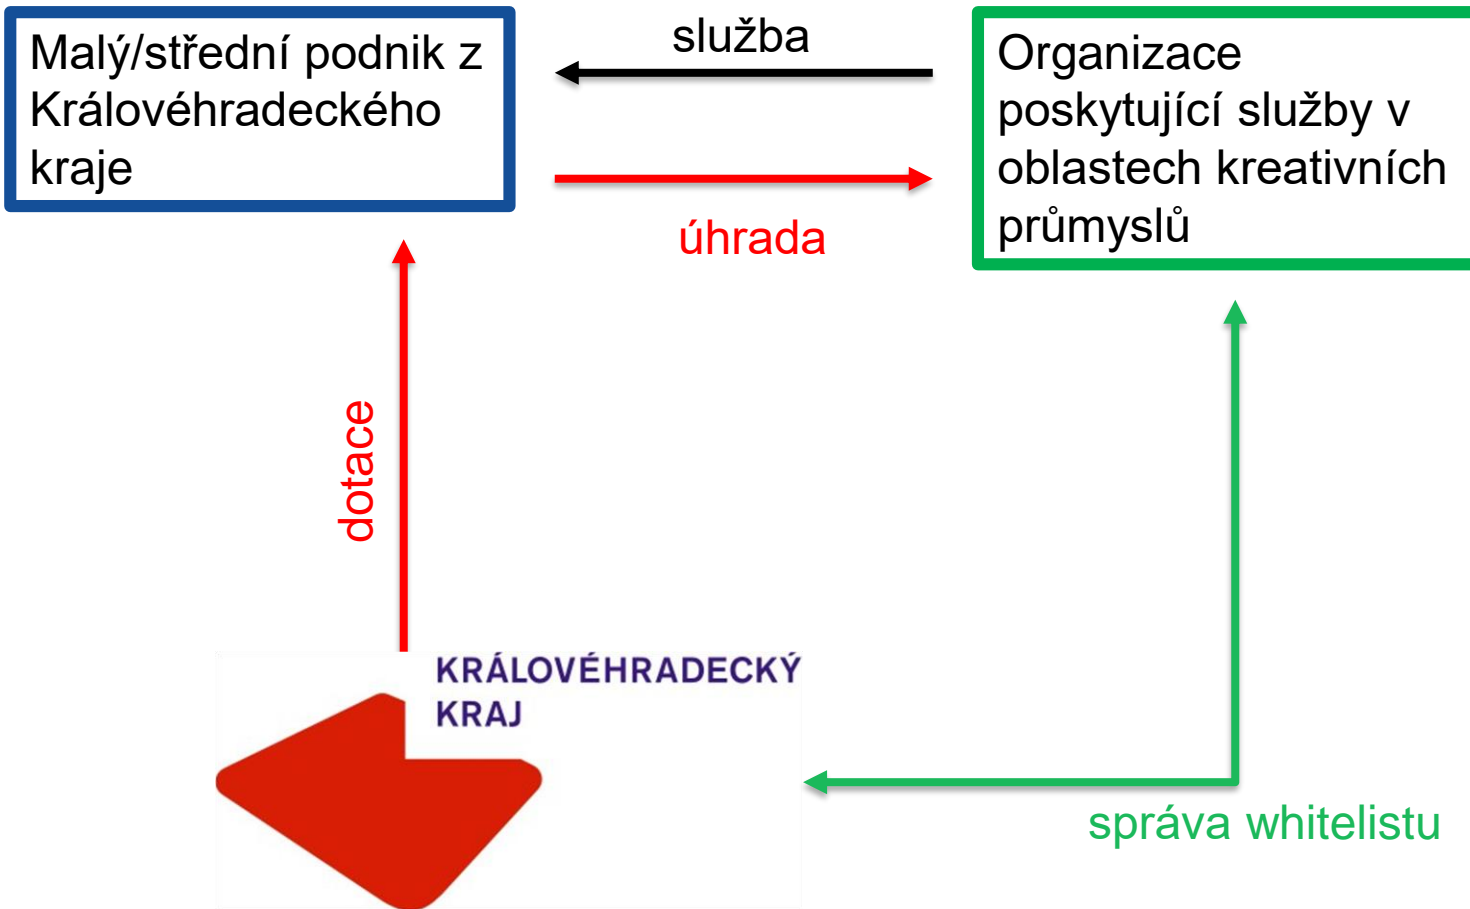 Malý/střední podnik z
Královéhradeckého
kraje
služba
úhrada
Organizace
poskytující služby v
oblastech kreativních
průmyslů
dotace
KRÁLOVÉHRADECKÝ
KRAJ
správa whitelistu